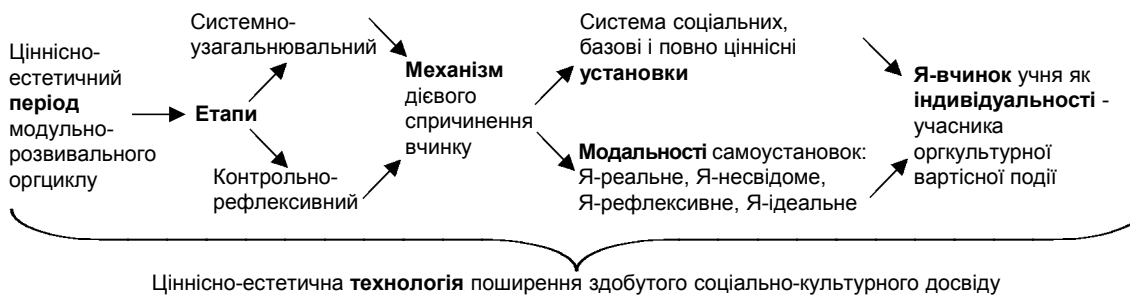 Ціннісно-
естетичний
період
модульно-
розвивального
оргциклу
Етапи
Системно-
узагальнювальний
Контрольно-
рефлексивний
Механізм
дієвого
спричинення
вчинку
Система соціальних,
базові і повно ціннісні
установки
Модальності самоустановок:
Я-реальне, Я-несвідоме,
Я-рефлексивне, Я-ідеальне
Я-вчинок учня як
індивідуальності -
учасника
оргкультурної
вартісної події
Ціннісно-естетична технологія поширення здобутого соціально-культурного досвіду